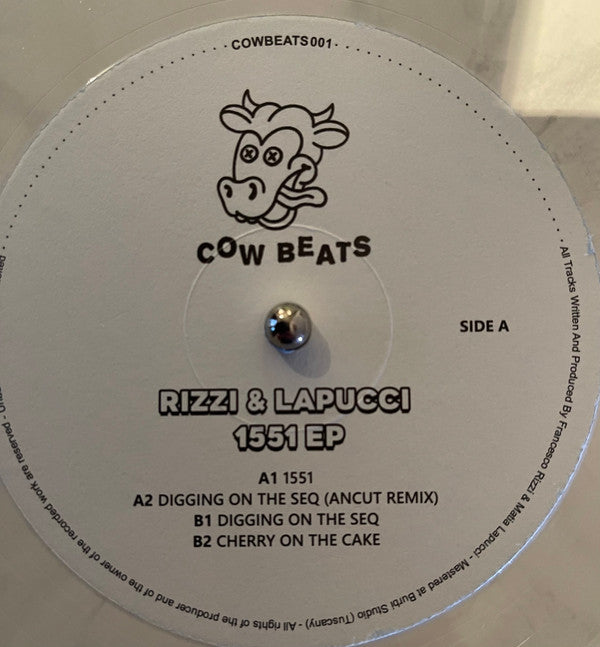 COWBEATS001
COW BEATS
SIDE A
RIZZI & LAPUCCI
1551 EP
A1 1551
A2 DIGGING ON THE SEQ (ANCUT REMIX)
B1 DIGGING ON THE SEQ
B2 CHERRY ON THE CAKE
All Tracks Written And Produced By Francesco Rizzi & Mattia Lapucci - Mastered at Burbi Studio (Tuscany) - All rights of the producer and of the owner of the recorded work are reserved -